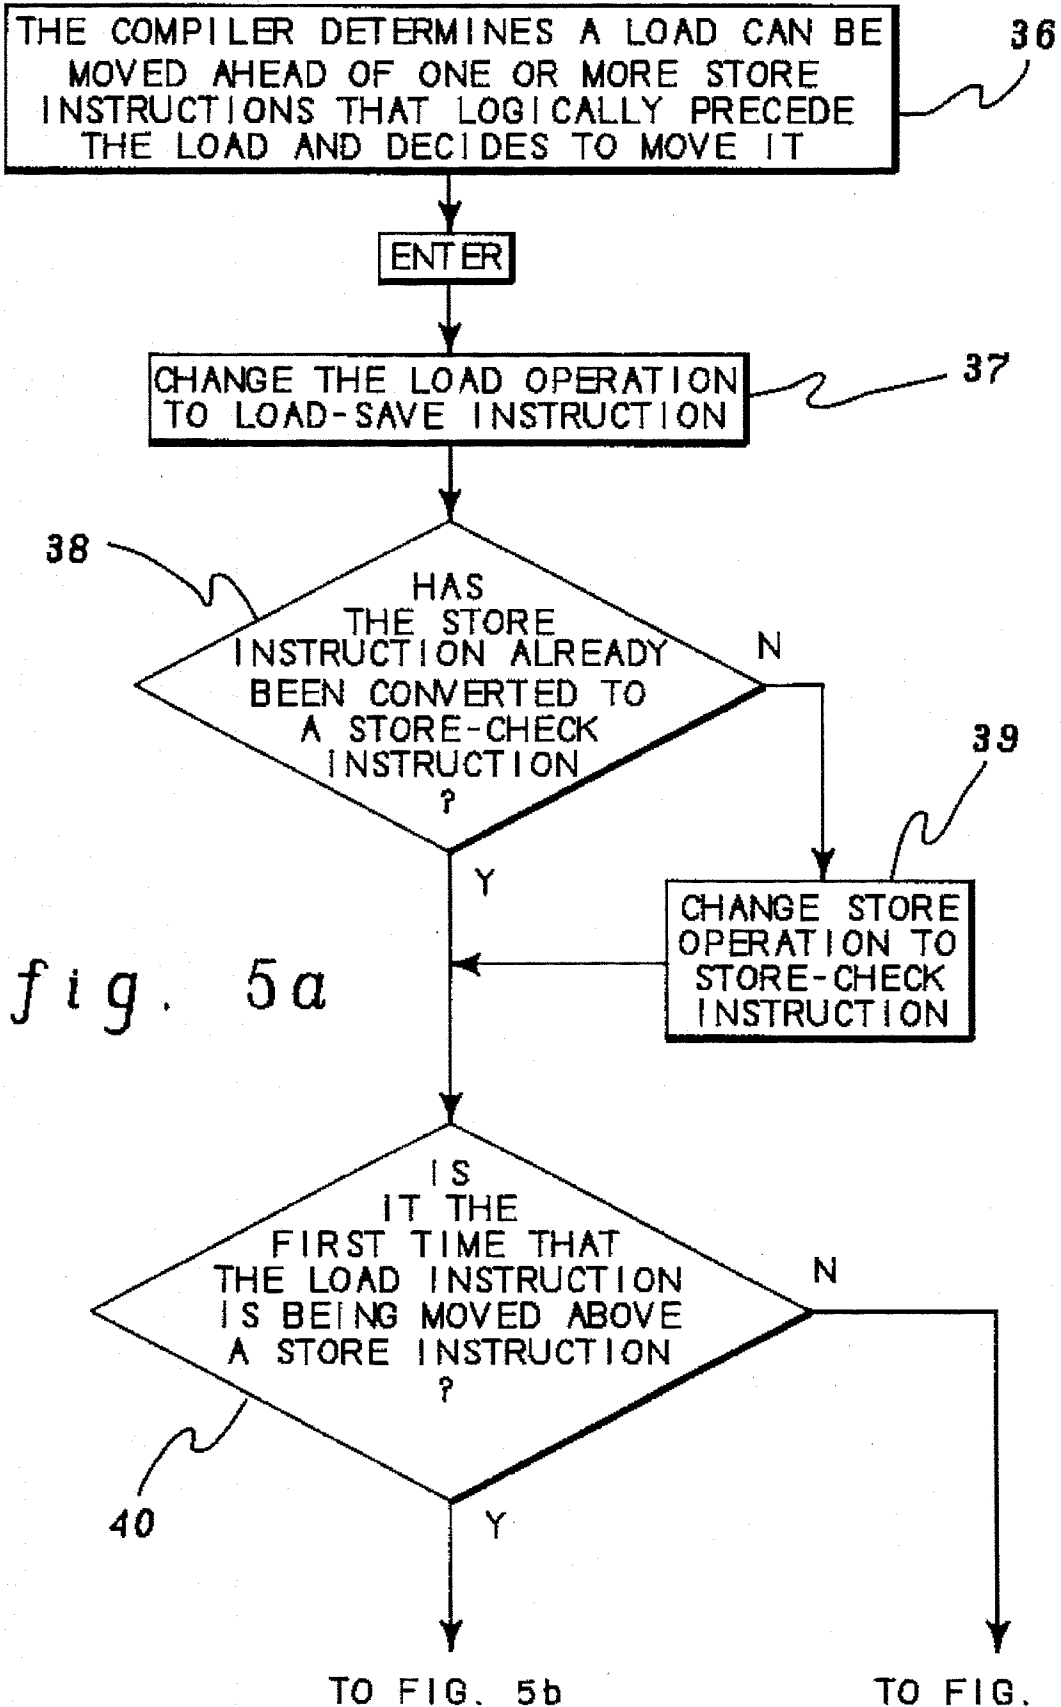 THE COMPILER DETERMINES A LOAD CAN BE
MOVED AHEAD OF ONE OR MORE STORE
INSTRUCTIONS THAT LOGICALLY PRECEDE
THE LOAD AND DECIDES TO MOVE IT
36
ENTER
CHANGE THE LOAD OPERATION
TO LOAD-SAVE INSTRUCTION
37
38
HAS
THE STORE
INSTRUCTION ALREADY
BEEN CONVERTED TO
A STORE-CHECK
INSTRUCTION
?
N
Y
39
CHANGE STORE
OPERATION TO
STORE-CHECK
INSTRUCTION
fig. 5a
IS
IT THE
FIRST TIME THAT
THE LOAD INSTRUCTION
IS BEING MOVED ABOVE
A STORE INSTRUCTION
?
N
40
Y
TO FIG. 5b
TO FIG.